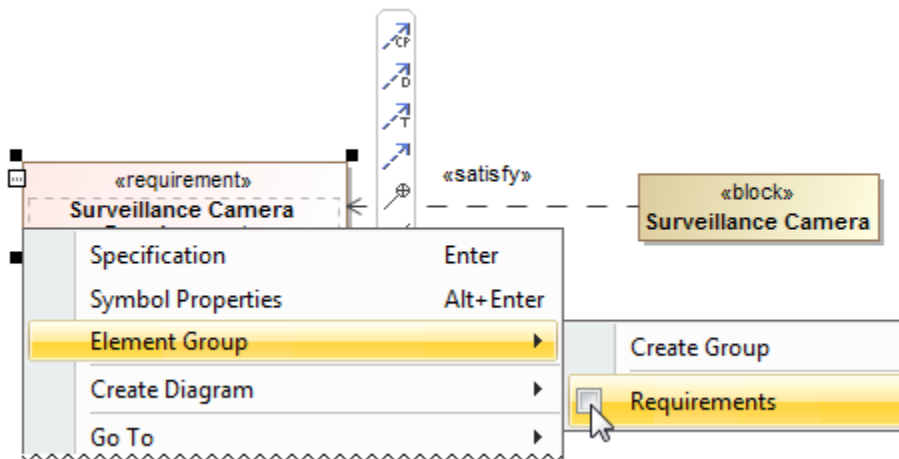 CP
D
T
«requirement»
Surveillance Camera
«satisfy»
«block»
Surveillance Camera
Specification Enter
Symbol Properties Alt+Enter
Element Group
Create Diagram
Go To
Create Group
Requirements